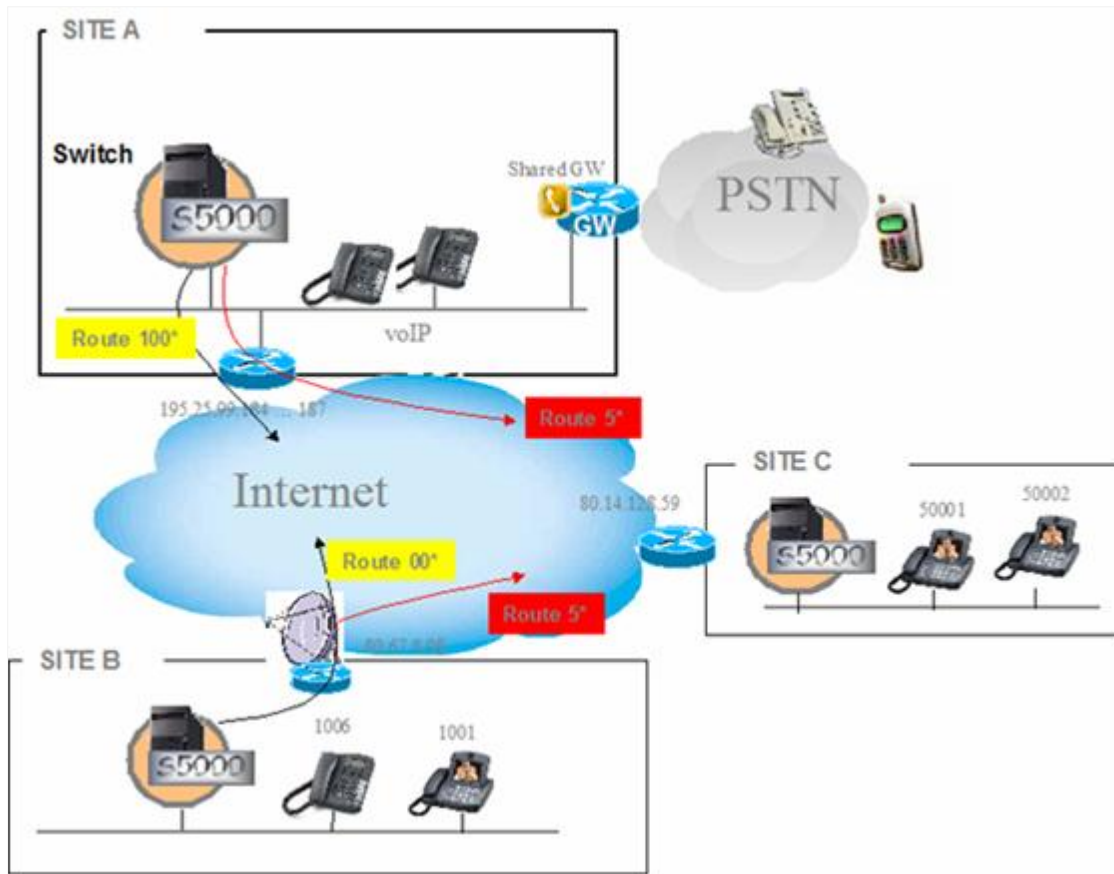 SITE A
Switch
S5000
Shared GW
GW
PSTN
voIP
Route 100*
195.25.99.184 ... 187
Route 5*
Internet
SITE C
80.14.128.59
50001
50002
S5000
Route 00*
Route 5*
SITE B
1006
1001
S5000